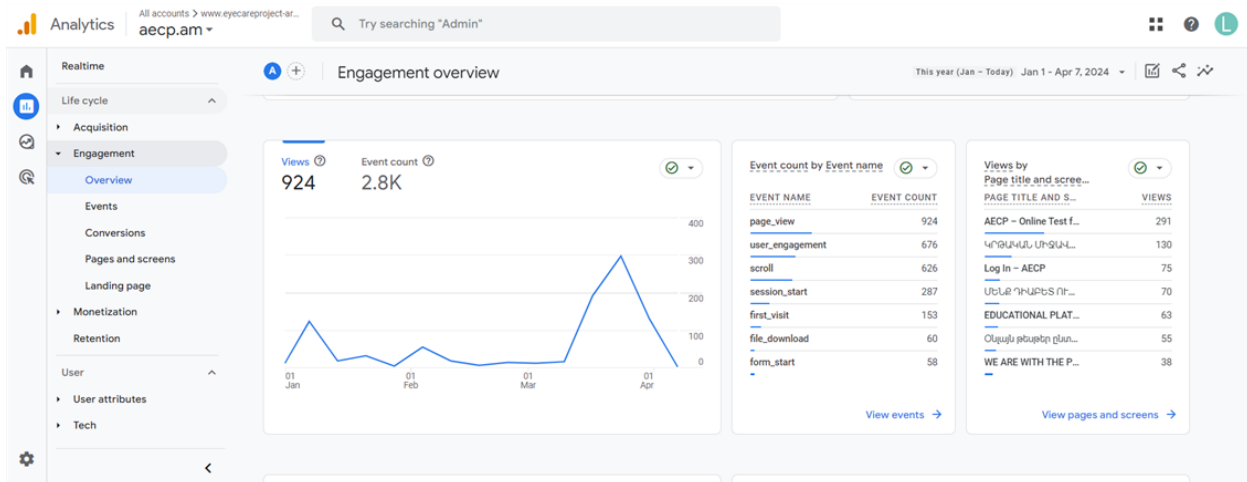 Analytics
All accounts > www.eyecareproject-ar...
aecp.am
Try searching "Admin"
L
Realtime
Life cycle
Acquisition
Engagement
Overview
Events
Conversions
Pages and screens
Landing page
Monetization
Retention
User
User attributes
Tech
A
Engagement overview
This year (Jan – Today) Jan 1 - Apr 7, 2024
Views
924
Event count
2.8K
400
300
200
100
0
01 Jan
01 Feb
01 Mar
01 Apr
Event count by Event name
EVENT NAME EVENT COUNT
page_view 924
user_engagement 676
scroll 626
session_start 287
first_visit 153
file_download 60
form_start 58
View events
Views by
Page title and scree...
PAGE TITLE AND S... VIEWS
AECP – Online Test f... 291
ԿՐԹԱԿԱՆ ՄԻՋԱՎ... 130
Log In – AECP 75
ՄԵՆՔ ԴԻԱԲԵՏ ՈՒ... 70
EDUCATIONAL PLAT... 63
Օնլայն թեսթեր ընտ... 55
WE ARE WITH THE P... 38
View pages and screens